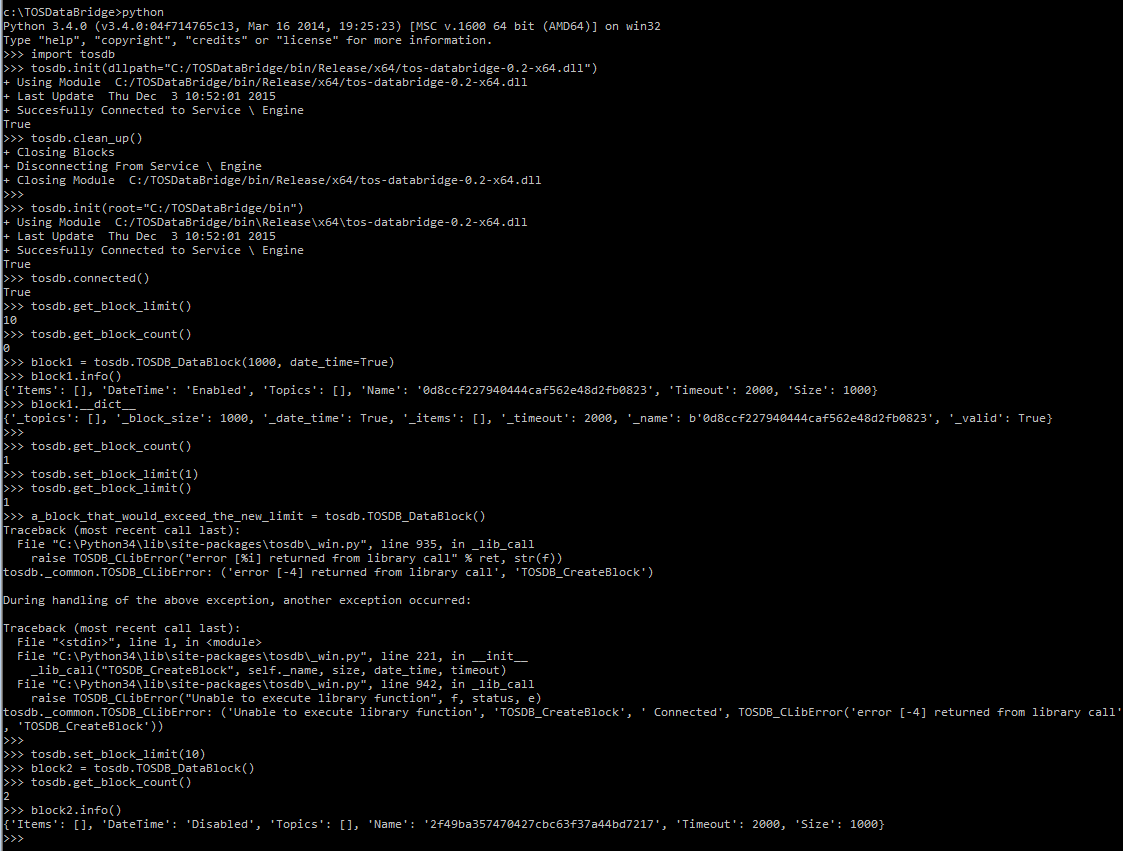 c:\TOSDataBridge>python
Python 3.4.0 (v3.4.0:04f714765c13, Mar 16 2014, 19:25:23) [MSC v.1600 64 bit (AMD64)] on win32
Type "help", "copyright", "credits" or "license" for more information.
>>> import tosdb
>>> tosdb.init(dllpath="C:/TOSDataBridge/bin/Release/x64/tos-databridge-0.2-x64.dll")
+ Using Module  C:/TOSDataBridge/bin/Release/x64/tos-databridge-0.2-x64.dll
+ Last Update  Thu Dec  3 10:52:01 2015
+ Succesfully Connected to Service \ Engine
True
>>> tosdb.clean_up()
+ Closing Blocks
+ Disconnecting From Service \ Engine
+ Closing Module  C:/TOSDataBridge/bin/Release/x64/tos-databridge-0.2-x64.dll
>>>
>>> tosdb.init(root="C:/TOSDataBridge/bin")
+ Using Module  C:/TOSDataBridge/bin\Release\x64\tos-databridge-0.2-x64.dll
+ Last Update  Thu Dec  3 10:52:01 2015
+ Succesfully Connected to Service \ Engine
True
>>> tosdb.connected()
True
>>> tosdb.get_block_limit()
10
>>> tosdb.get_block_count()
0
>>> block1 = tosdb.TOSDB_DataBlock(1000, date_time=True)
>>> block1.info()
{'Items': [], 'DateTime': 'Enabled', 'Topics': [], 'Name': '0d8ccf227940444caf562e48d2fb0823', 'Timeout': 2000, 'Size': 1000}
>>> block1.__dict__
{'_topics': [], '_block_size': 1000, '_date_time': True, '_items': [], '_timeout': 2000, '_name': b'0d8ccf227940444caf562e48d2fb0823', '_valid': True}
>>>
>>> tosdb.get_block_count()
1
>>> tosdb.set_block_limit(1)
>>> tosdb.get_block_limit()
1
>>> a_block_that_would_exceed_the_new_limit = tosdb.TOSDB_DataBlock()
Traceback (most recent call last):
  File "C:\Python34\lib\site-packages\tosdb\_win.py", line 935, in _lib_call
    raise TOSDB_CLibError("error [%i] returned from library call" % ret, str(f))
tosdb._common.TOSDB_CLibError: ('error [-4] returned from library call', 'TOSDB_CreateBlock')

During handling of the above exception, another exception occurred:

Traceback (most recent call last):
  File "<stdin>", line 1, in <module>
  File "C:\Python34\lib\site-packages\tosdb\_win.py", line 221, in __init__
    _lib_call("TOSDB_CreateBlock", self._name, size, date_time, timeout)
  File "C:\Python34\lib\site-packages\tosdb\_win.py", line 942, in _lib_call
    raise TOSDB_CLibError("Unable to execute library function", f, status, e)
tosdb._common.TOSDB_CLibError: ('Unable to execute library function', 'TOSDB_CreateBlock', ' Connected', TOSDB_CLibError('error [-4] returned from library call'
, 'TOSDB_CreateBlock'))
>>>
>>> tosdb.set_block_limit(10)
>>> block2 = tosdb.TOSDB_DataBlock()
>>> tosdb.get_block_count()
2
>>> block2.info()
{'Items': [], 'DateTime': 'Disabled', 'Topics': [], 'Name': '2f49ba357470427cbc63f37a44bd7217', 'Timeout': 2000, 'Size': 1000}
>>>